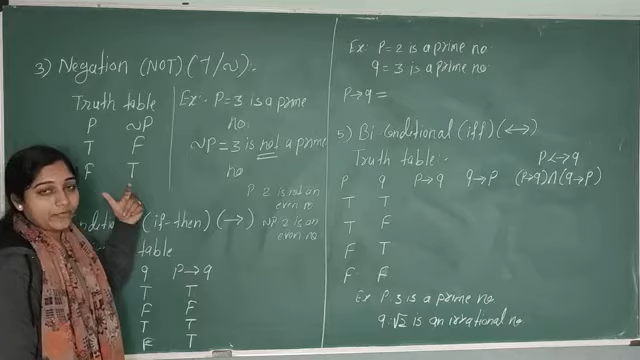 3) Negation (NOT) (7/~).
Truth table
P ~P
T F
F T
Ex:- P = 3 is a prime
no.
~P = 3 is not a prime
no
P 2 is not an
even no
~P 2 is an
even no
(if-then) (→)
table
q P→q
T T
F F
T T
F T
Ex: P = 2 is a prime no.
q = 3 is a prime no.
P→q =
5) Bi Conditional (iff) (↔)
Truth table:- P↔q
P q P→q q→P (P→q)∧(q→P)
T T
T F
F T
F F
Ex P: 3 is a prime no.
q: √2 is an irrational no.